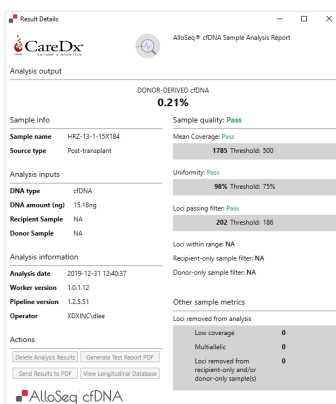 Result Details
CareDx
AlloSeq® cfDNA Sample Analysis Report
Analysis output
DONOR-DERIVED cfDNA
0.21%
Sample info
Sample name HRZ-13-1-15X184
Source type Post-transplant
Analysis inputs
DNA type cfDNA
DNA amount (ng) 15.18ng
Recipient Sample NA
Donor Sample NA
Analysis information
Analysis date 2019-12-31 12:40:37
Worker version 1.0.1.12
Pipeline version 1.2.5.51
Operator XDXINC\dlee
Actions
Delete Analysis Results Generate Test Report PDF
Send Results to PDF View Longitudinal Database
AlloSeq cfDNA
Sample quality: Pass
Mean Coverage: Pass
1785 Threshold: 500
Uniformity: Pass
98% Threshold: 75%
Loci passing filter: Pass
202 Threshold: 186
Loci within range: NA
Recipient-only sample filter: NA
Donor-only sample filter: NA
Other sample metrics
Loci removed from analysis
Low coverage 0
Multiallelic 0
Loci removed from 0
recipient-only and/or
donor-only sample(s)